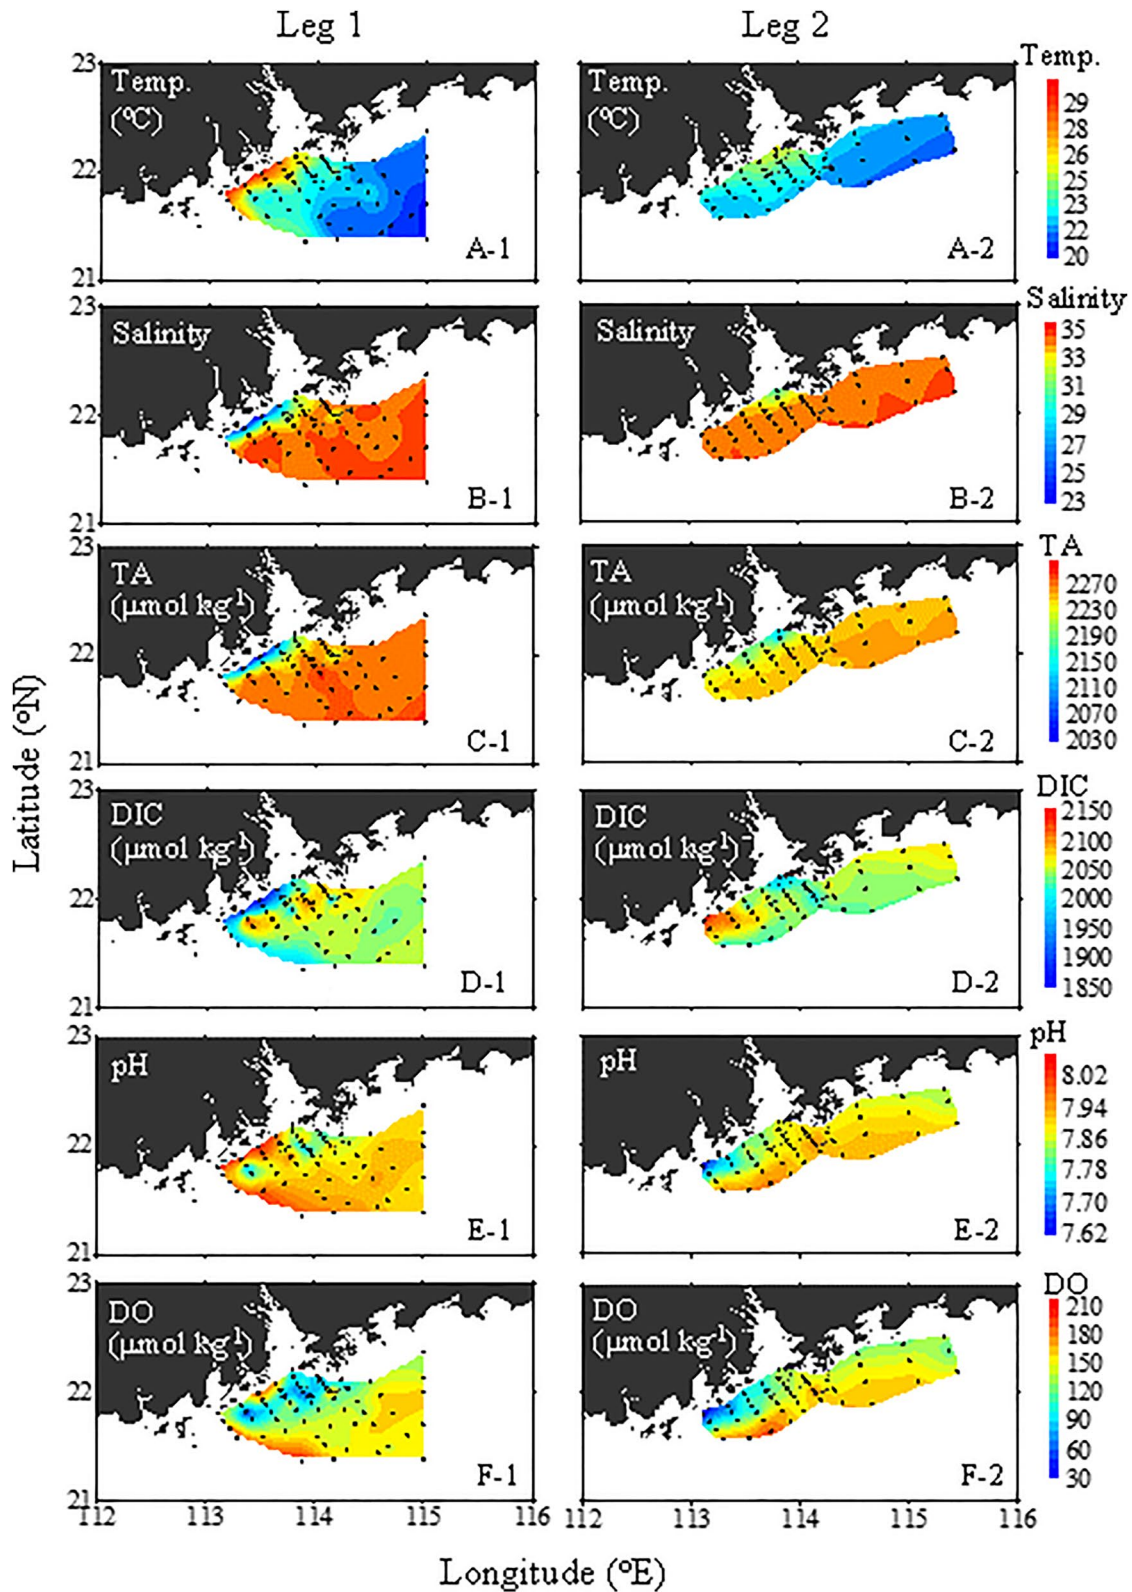 Leg 1
Leg 2
Temp.
23
22
21
Temp.
(ºC)
A-1
Temp.
(ºC)
A-2
29
28
26
25
23
22
20
Salinity
23
22
21
Salinity
B-1
Salinity
B-2
35
33
31
29
27
25
23
TA
23
22
21
TA
(µmol kg-1)
C-1
TA
(µmol kg-1)
C-2
2270
2230
2190
2150
2110
2070
2030
DIC
23
22
21
DIC
(µmol kg-1)
D-1
DIC
(µmol kg-1)
D-2
2150
2100
2050
2000
1950
1900
1850
pH
23
22
21
pH
E-1
pH
E-2
8.02
7.94
7.86
7.78
7.70
7.62
DO
23
22
21
DO
(µmol kg-1)
F-1
DO
(µmol kg-1)
F-2
210
180
150
120
90
60
30
112 113 114 115 116 112 113 114 115 116
Latitude (ºN)
Longitude (ºE)